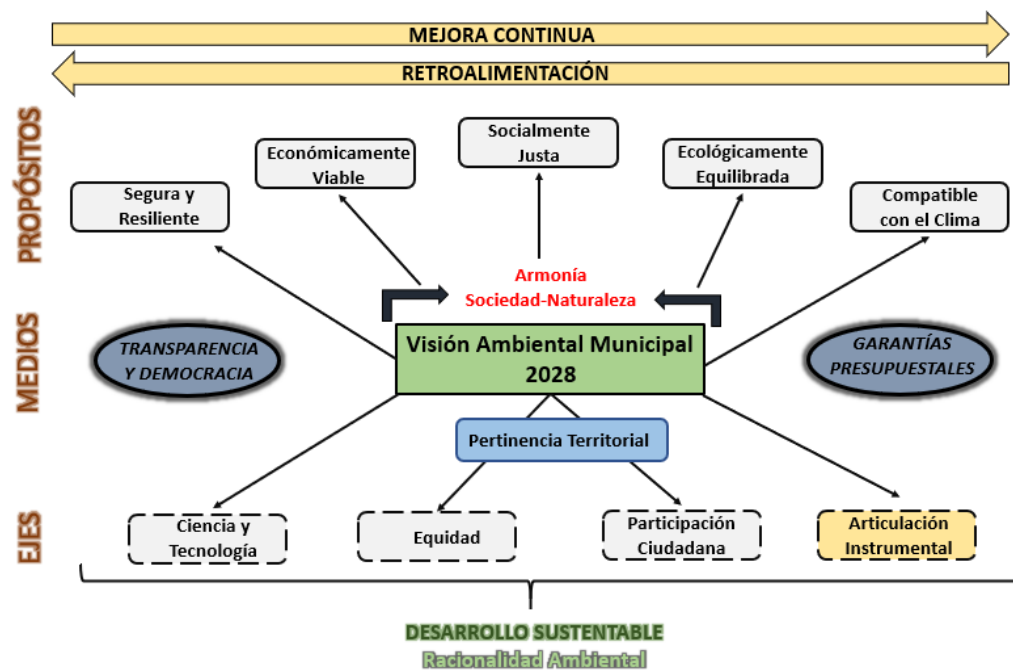 MEJORA CONTINUA
RETROALIMENTACIÓN
PROPÓSITOS
Segura y
Resiliente
Económicamente
Viable
Socialmente
Justa
Ecológicamente
Equilibrada
Compatible
con el Clima
Armonía
Sociedad-Naturaleza
MEDIOS
TRANSPARENCIA
Y DEMOCRACIA
Visión Ambiental Municipal
2028
GARANTÍAS
PRESUPUESTALES
Pertinencia Territorial
EJES
Ciencia y
Tecnología
Equidad
Participación
Ciudadana
Articulación
Instrumental
DESARROLLO SUSTENTABLE
Racionalidad Ambiental